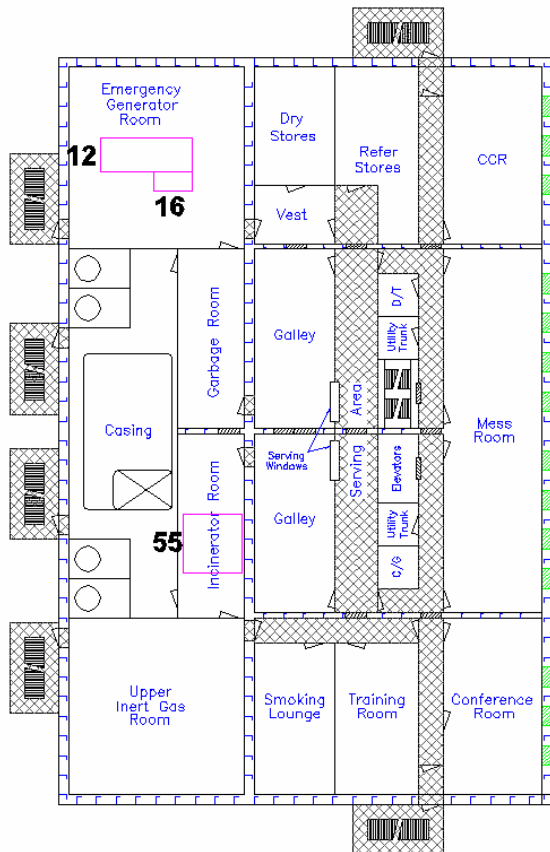 Emergency
Generator
Room
12
16
Dry
Stores
Refer
Stores
CCR
Vest
Garbage Room
Galley
D/T
Utility
Trunk
Casing
Area
Mess
Room
Serving
Windows
Serving
Elevators
Incinerator Room
55
Galley
Utility
Trunk
C/G
Upper
Inert Gas
Room
Smoking
Lounge
Training
Room
Conference
Room